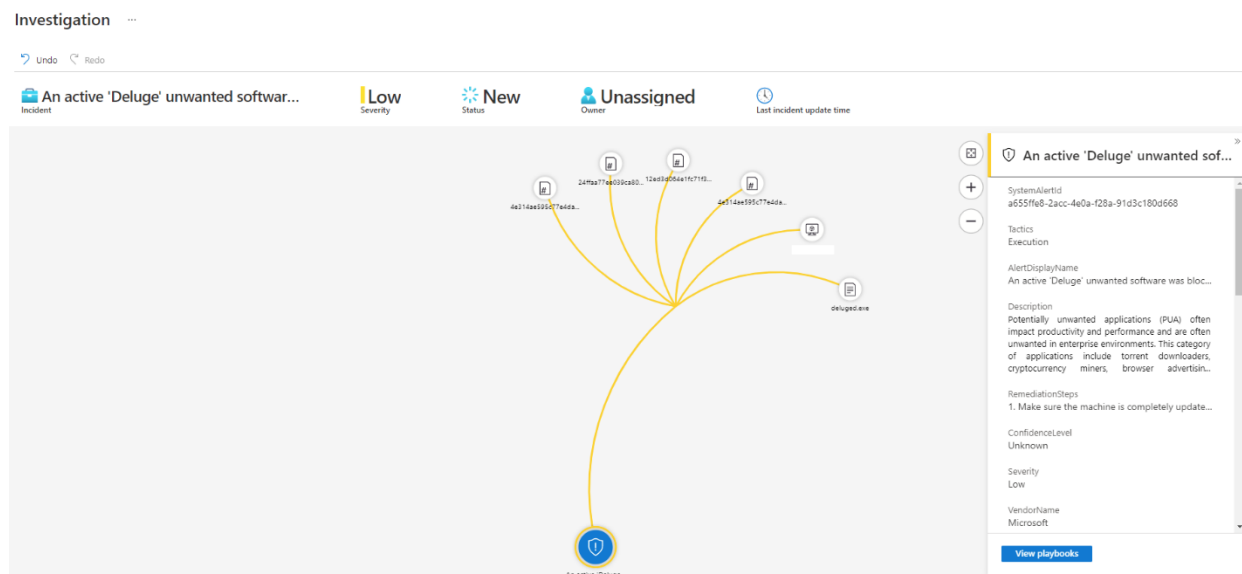 Investigation ...
Undo Redo
An active 'Deluge' unwanted softwar...
Incident
Low
Severity
New
Status
Unassigned
Owner
Last incident update time
4e314ae595c77e4da...
24ffaa77ee039ca80...
12ed3d064e1fc71f3...
4e314ae595c77e4da...
deluged.exe
An active 'Deluge...
An active 'Deluge' unwanted sof...
SystemAlertId
a655ffe8-2acc-4e0a-f28a-91d3c180d668
Tactics
Execution
AlertDisplayName
An active 'Deluge' unwanted software was bloc...
Description
Potentially unwanted applications (PUA) often
impact productivity and performance and are often
unwanted in enterprise environments. This category
of applications include torrent downloaders,
cryptocurrency miners, browser advertisin...
RemediationSteps
1. Make sure the machine is completely update...
ConfidenceLevel
Unknown
Severity
Low
VendorName
Microsoft
View playbooks